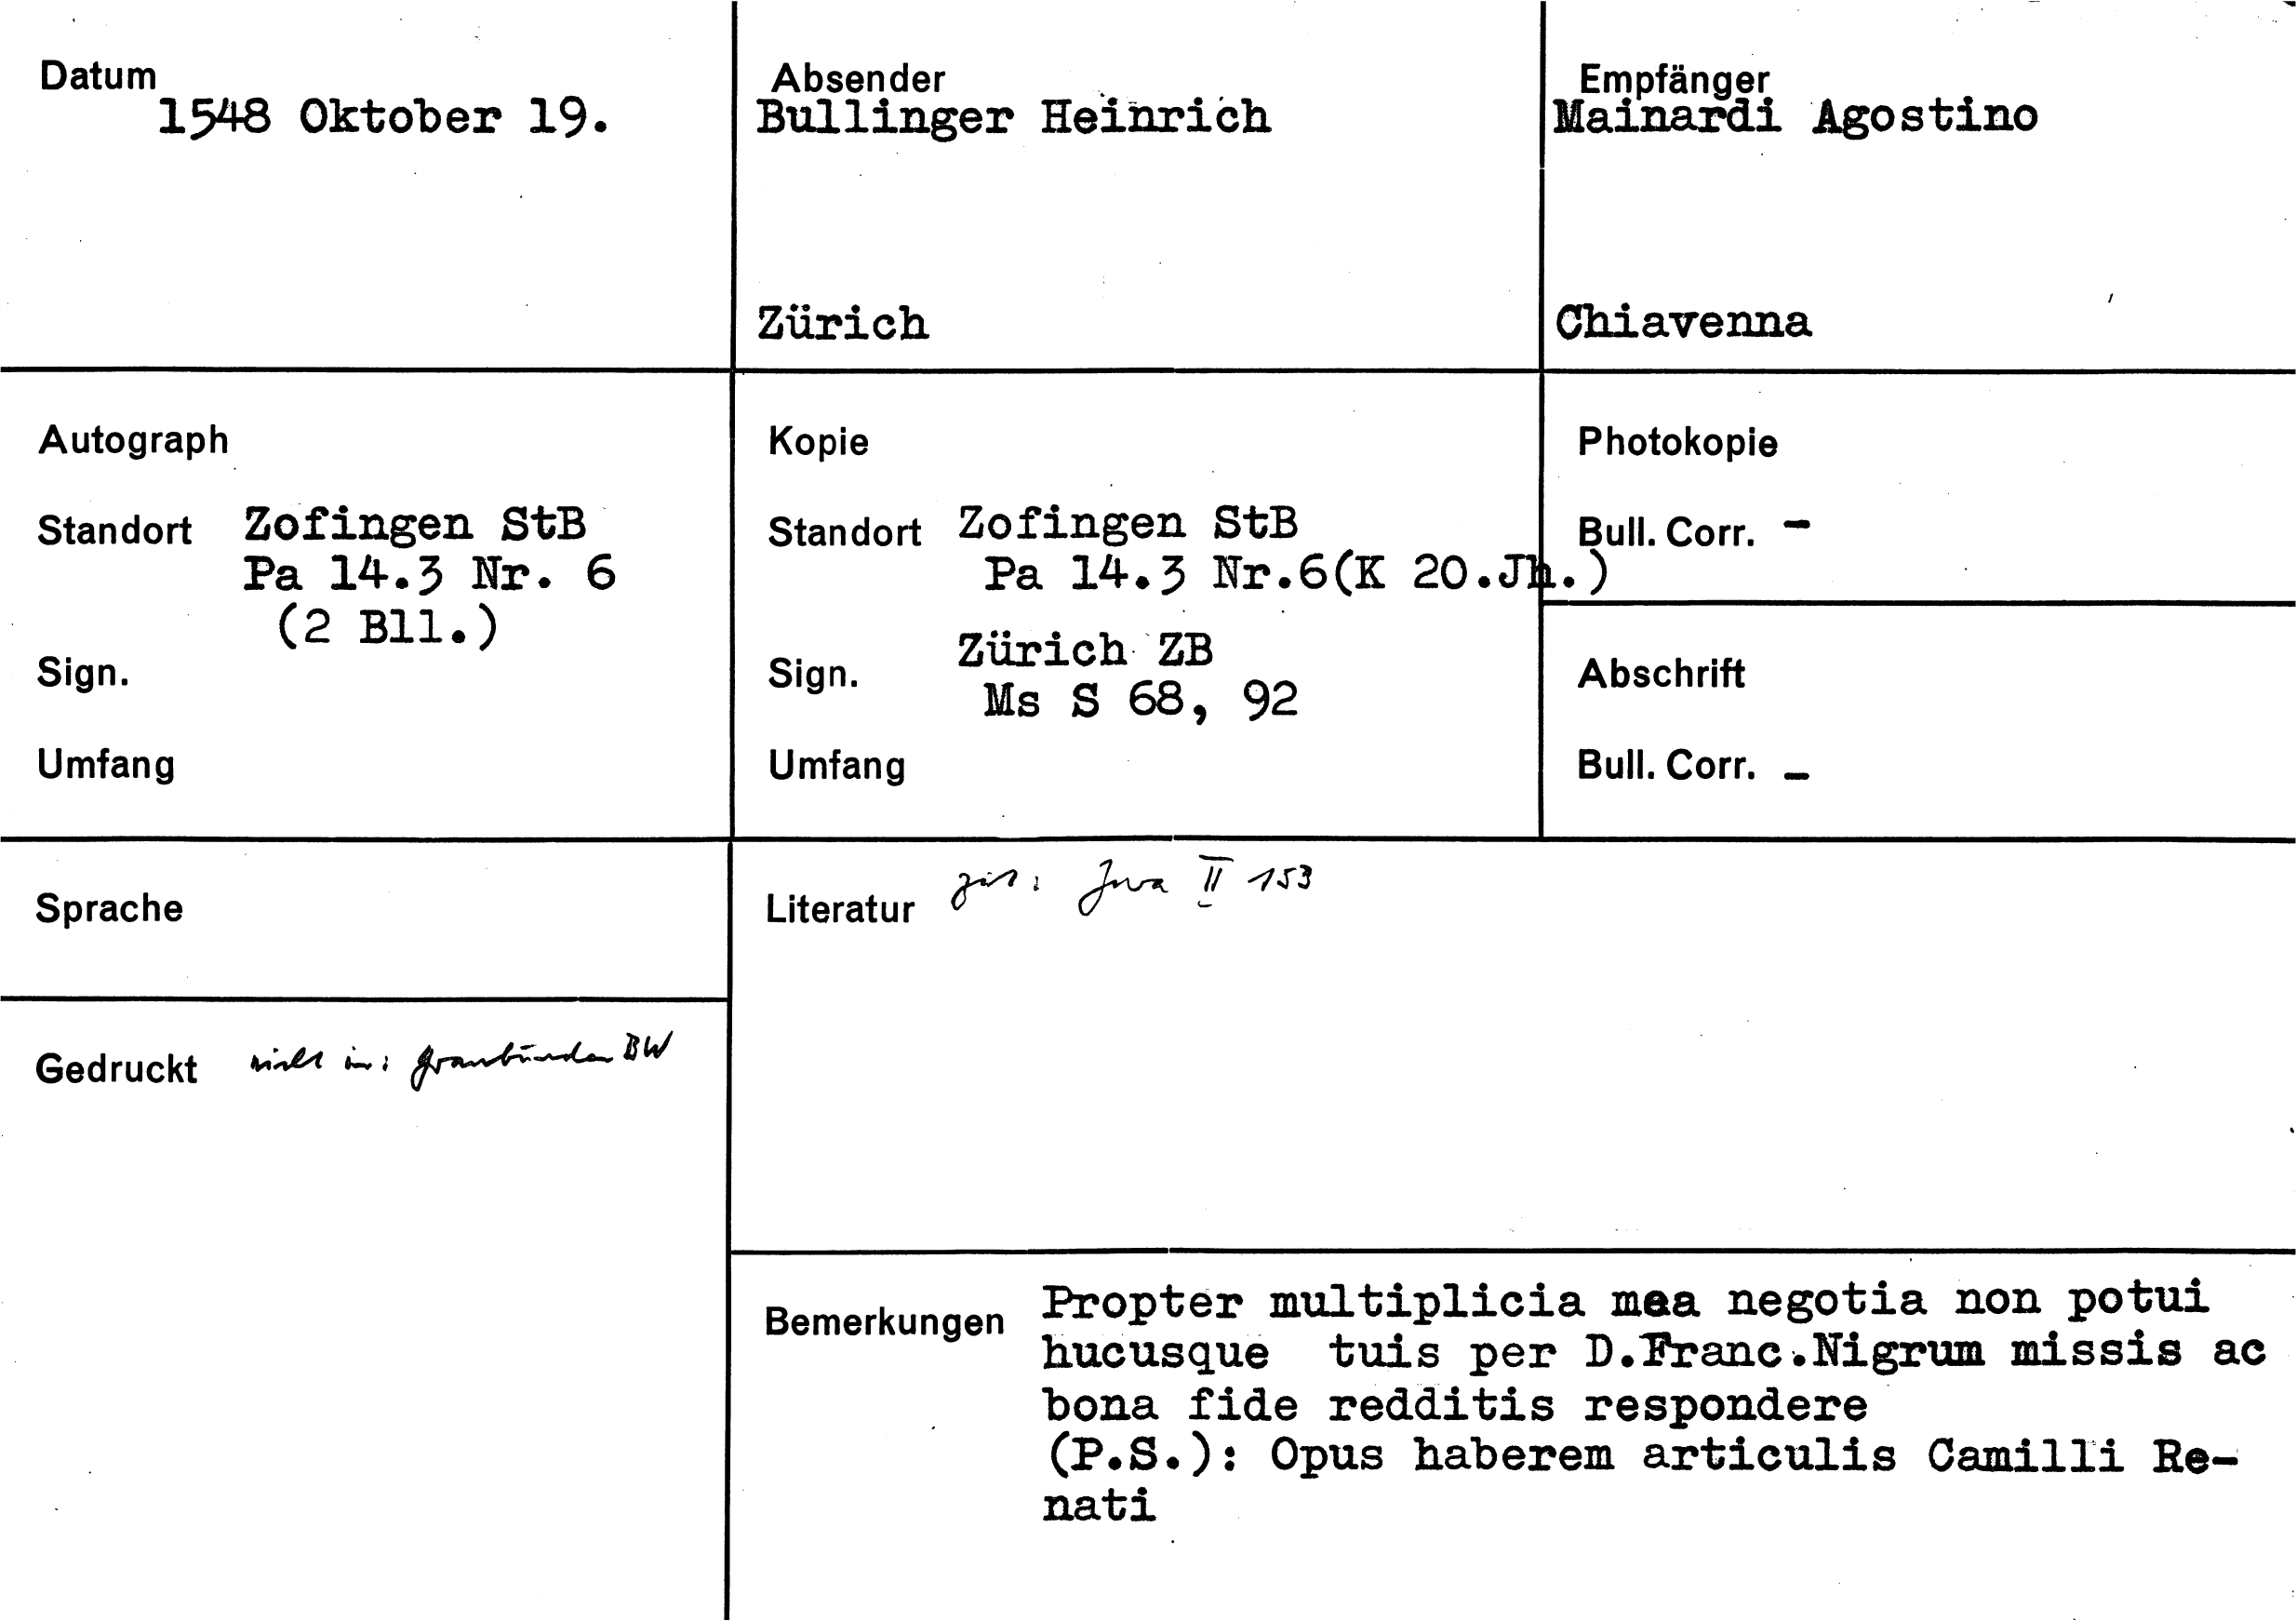 Datum
1548 Oktober 19.
Absender
Bullinger Heinrich
Zürich
Empfänger
Mainardi Agostino
Chiavenna
Autograph
Standort Zofingen StB
Pa 14.3 Nr. 6
(2 Bll.)
Sign.
Umfang
Kopie
Standort Zofingen StB
Pa 14.3 Nr.6(K 20.Jh.)
Zürich ZB
Sign. Ms S 68, 92
Umfang
Photokopie
Bull. Corr. -
Abschrift
Bull. Corr. -
Sprache
Literatur zit: Jwa II 153
Gedruckt nicht in: Graubünden BW
Bemerkungen Propter multiplicia mea negotia non potui
hucusque tuis per D.Franc.Nigrum missis ac
bona fide redditis respondere
(P.S.): Opus haberem articulis Camilli Re-
nati